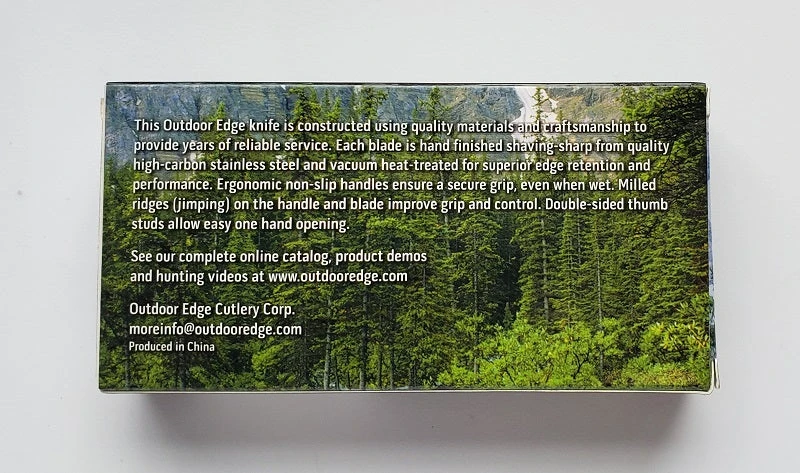 This Outdoor Edge knife is constructed using quality materials and craftsmanship to
provide years of reliable service. Each blade is hand finished shaving-sharp from quality
high-carbon stainless steel and vacuum heat-treated for superior edge retention and
performance. Ergonomic non-slip handles ensure a secure grip, even when wet. Milled
ridges (jimping) on the handle and blade improve grip and control. Double-sided thumb
studs allow easy one hand opening.
See our complete online catalog, product demos
and hunting videos at www.outdooredge.com
Outdoor Edge Cutlery Corp.
moreinfo@outdooredge.com
Produced in China